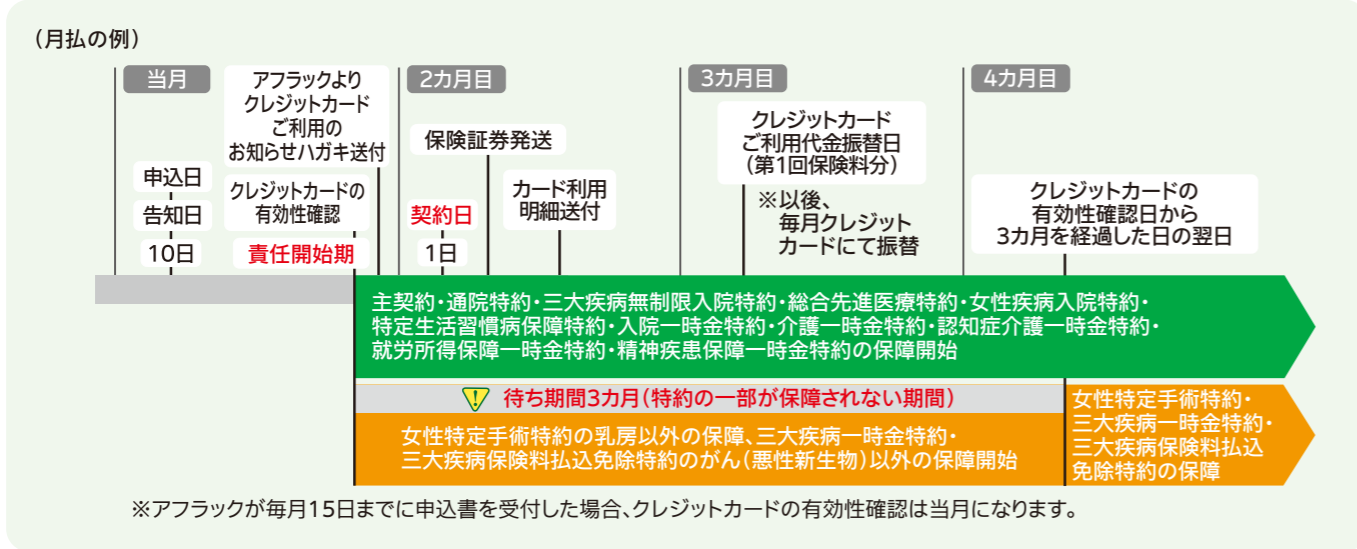 （月払の例）
当月
申込日
告知日
10日
アフラックより
クレジットカード
ご利用の
お知らせハガキ送付
クレジットカードの
有効性確認
責任開始期
2カ月目
保険証券発送
契約日
1日
カード利用
明細送付
3カ月目
クレジットカード
ご利用代金振替日
（第1回保険料分）
※以後、
毎月クレジット
カードにて振替
4カ月目
クレジットカードの
有効性確認日から
3カ月を経過した日の翌日
主契約・通院特約・三大疾病無制限入院特約・総合先進医療特約・女性疾病入院特約・
特定生活習慣病保障特約・入院一時金特約・介護一時金特約・認知症介護一時金特約・
就労所得保障一時金特約・精神疾患保障一時金特約の保障開始
待ち期間3カ月（特約の一部が保障されない期間）
女性特定手術特約の乳房以外の保障、三大疾病一時金特約・
三大疾病保険料払込免除特約のがん（悪性新生物）以外の保障開始
女性特定手術特約・
三大疾病一時金特約・
三大疾病保険料払込
免除特約の保障
※アフラックが毎月15日までに申込書を受付した場合、クレジットカードの有効性確認は当月になります。